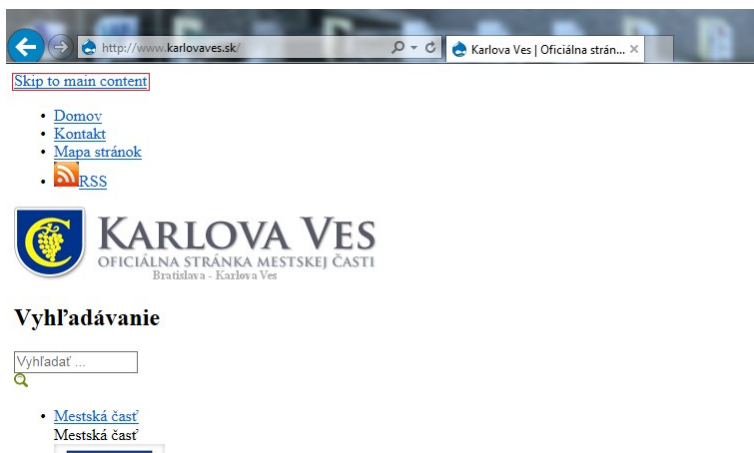 http://www.karlovaves.sk/
Karlova Ves | Oficiálna strán...
Skip to main content
Domov
Kontakt
Mapa stránok
RSS
KARLOVA VES
OFICIÁLNA STRÁNKA MESTSKEJ ČASTI
Bratislava - Karlova Ves
Vyhľadávanie
Vyhľadať ...
Mestská časť
Mestská časť